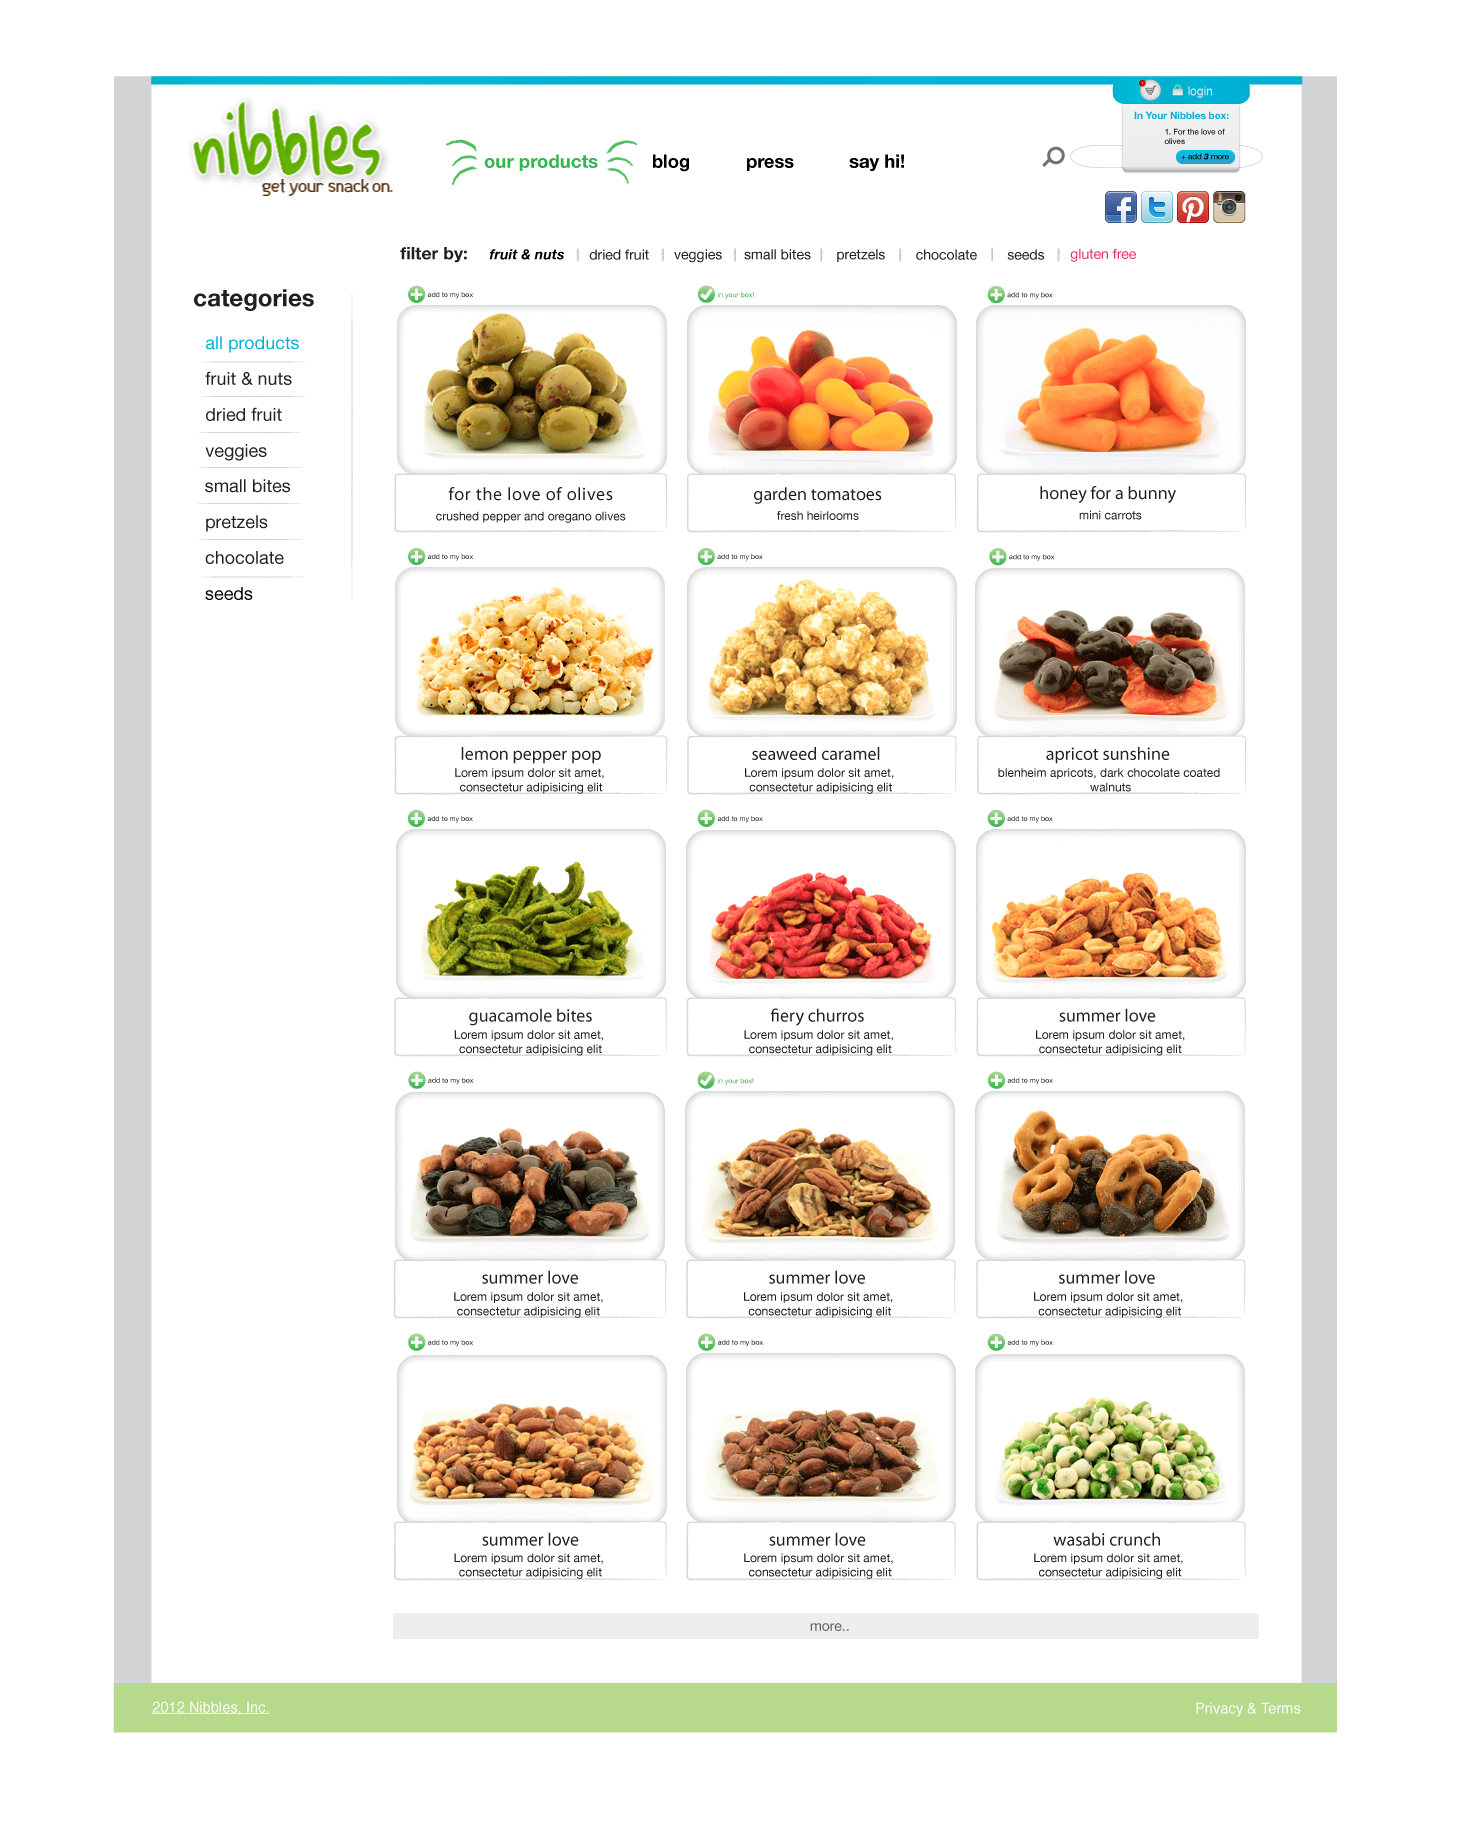 login
In Your Nibbles box:
1. For the love of
olives
+ add 3 more
nibbles
get your snack on.
our products
blog
press
say hi!
filter by:
fruit & nuts
dried fruit
veggies
small bites
pretzels
chocolate
seeds
gluten free
categories
all products
fruit & nuts
dried fruit
veggies
small bites
pretzels
chocolate
seeds
add to my box
for the love of olives
crushed pepper and oregano olives
in your box!
garden tomatoes
fresh heirlooms
add to my box
honey for a bunny
mini carrots
add to my box
lemon pepper pop
Lorem ipsum dolor sit amet,
consectetur adipisicing elit
add to my box
seaweed caramel
Lorem ipsum dolor sit amet,
consectetur adipisicing elit
add to my box
apricot sunshine
blenheim apricots, dark chocolate coated
walnuts
add to my box
guacamole bites
Lorem ipsum dolor sit amet,
consectetur adipisicing elit
add to my box
fiery churros
Lorem ipsum dolor sit amet,
consectetur adipisicing elit
add to my box
summer love
Lorem ipsum dolor sit amet,
consectetur adipisicing elit
add to my box
summer love
Lorem ipsum dolor sit amet,
consectetur adipisicing elit
in your box!
summer love
Lorem ipsum dolor sit amet,
consectetur adipisicing elit
add to my box
summer love
Lorem ipsum dolor sit amet,
consectetur adipisicing elit
add to my box
summer love
Lorem ipsum dolor sit amet,
consectetur adipisicing elit
add to my box
summer love
Lorem ipsum dolor sit amet,
consectetur adipisicing elit
add to my box
wasabi crunch
Lorem ipsum dolor sit amet,
consectetur adipisicing elit
more..
2012 Nibbles, Inc.
Privacy & Terms